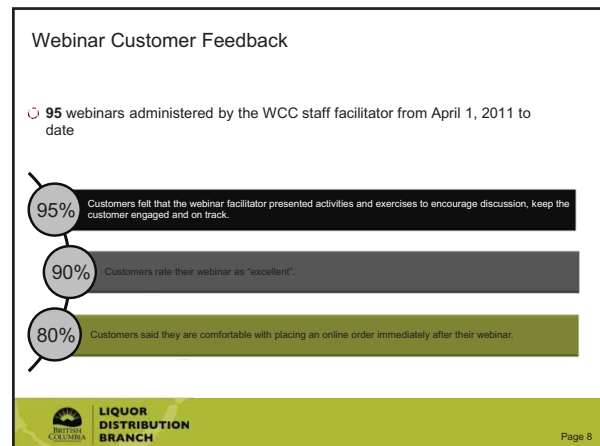 Webinar Customer Feedback
95 webinars administered by the WCC staff facilitator from April 1, 2011 to
date
95%
Customers felt that the webinar facilitator presented activities and exercises to encourage discussion, keep the
customer engaged and on track.
90%
Customers rate their webinar as “excellent”.
80%
Customers said they are comfortable with placing an online order immediately after their webinar.
BRITISH
COLUMBIA
LIQUOR
DISTRIBUTION
BRANCH
Page 8